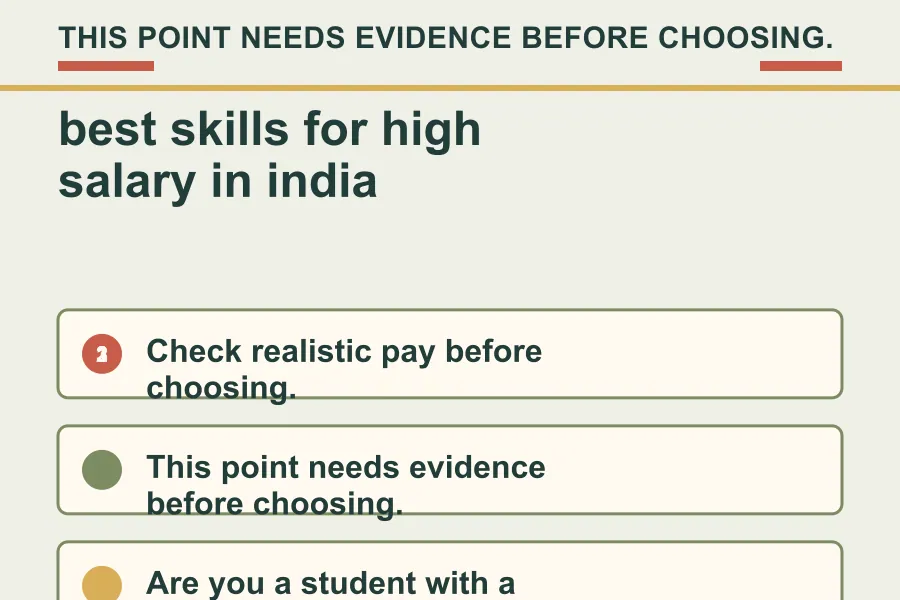 THIS POINT NEEDS EVIDENCE BEFORE CHOOSING.
best skills for high
salary in india
Check realistic pay before
choosing.
This point needs evidence
before choosing.
Are you a student with a